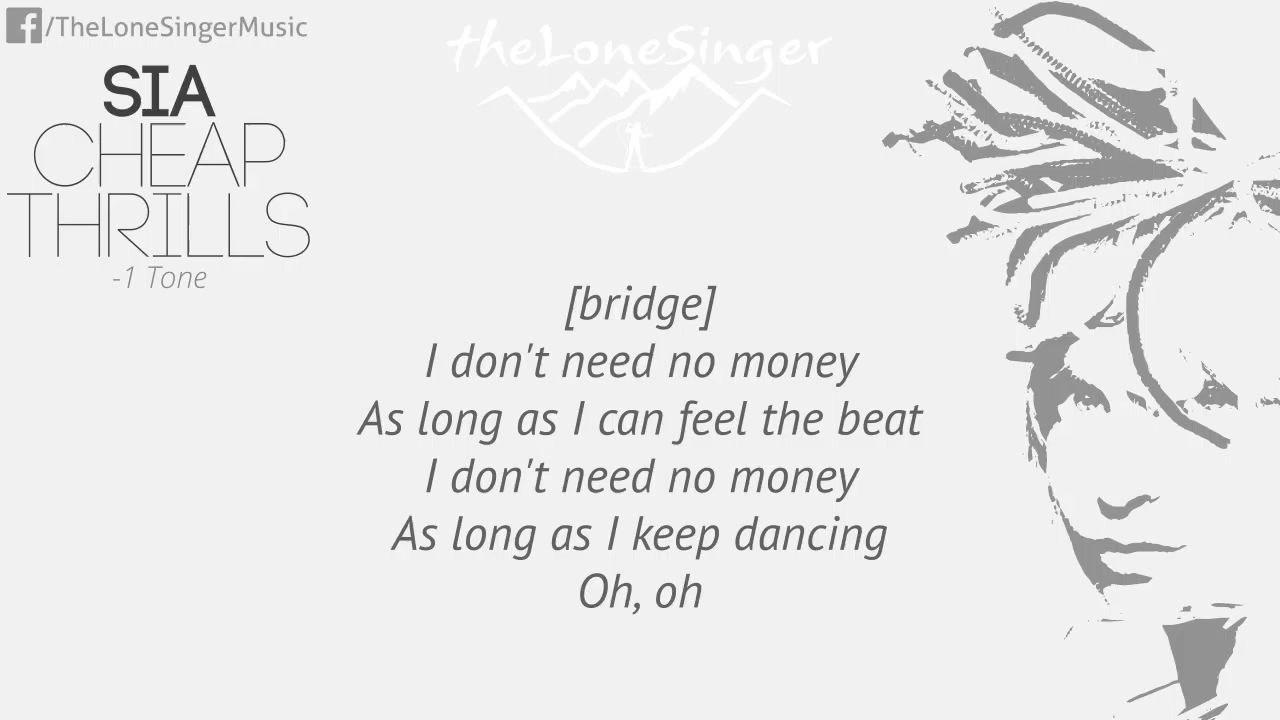 f/TheLoneSingerMusic
theLoneSinger
SIA
CHEAP
THRILLS
-1 Tone
[bridge]
I don't need no money
As long as I can feel the beat
I don't need no money
As long as I keep dancing
Oh, oh